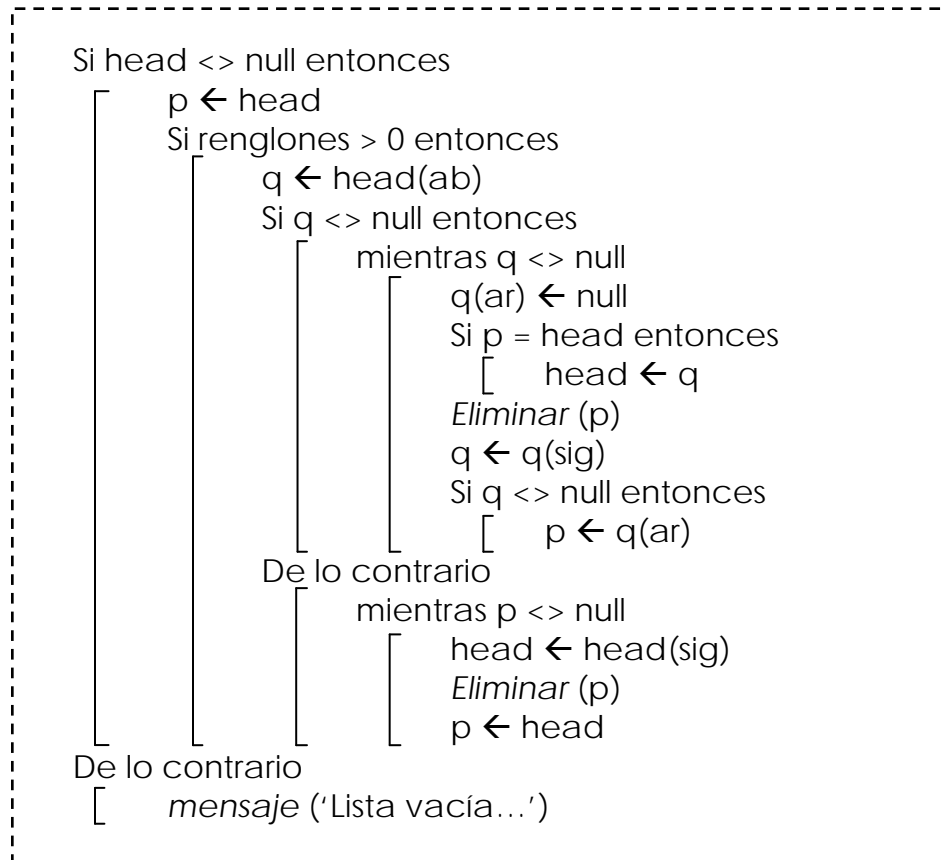 Si head <> null entonces
p ← head
Si renglones > 0 entonces
q ← head(ab)
Si q <> null entonces
mientras q <> null
q(ar) ← null
Si p = head entonces
head ← q
Eliminar (p)
q ← q(sig)
Si q <> null entonces
p ← q(ar)
De lo contrario
mientras p <> null
head ← head(sig)
Eliminar (p)
p ← head
De lo contrario
mensaje (‘Lista vacía…’)